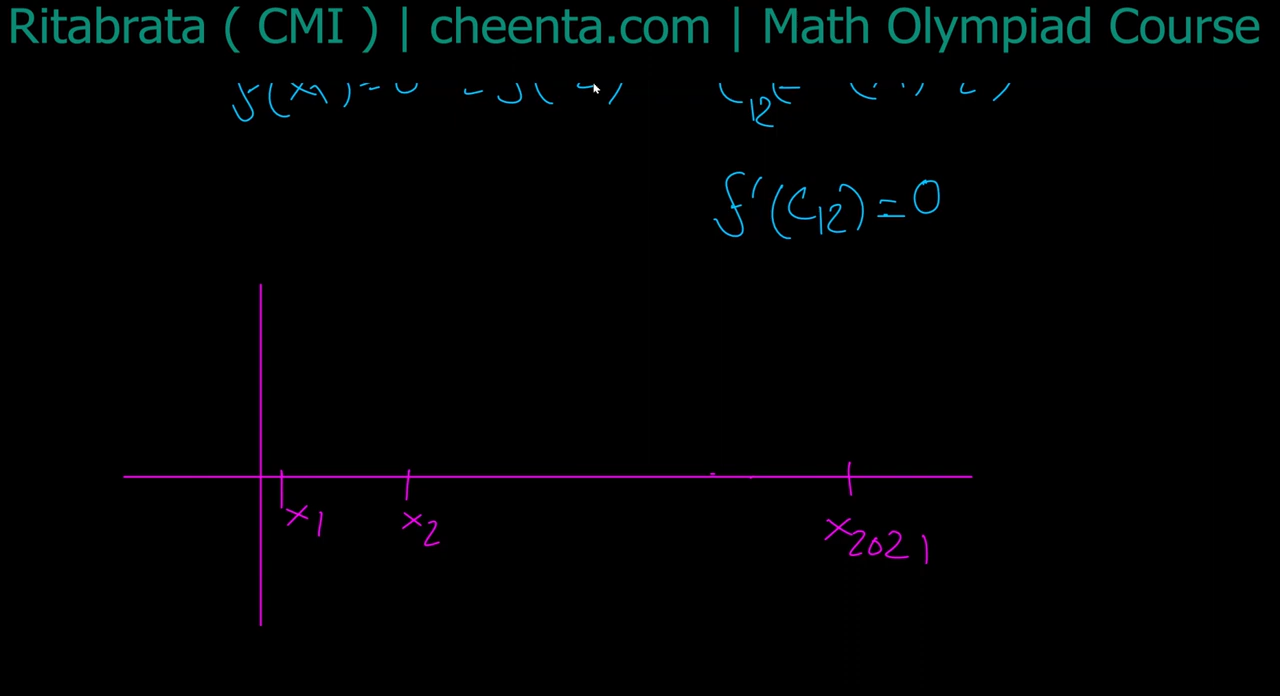 Ritabrata ( CMI ) | cheenta.com | Math Olympiad Course
f'(c₁₂)=0
x₁ x₂ x₂₀₂₁